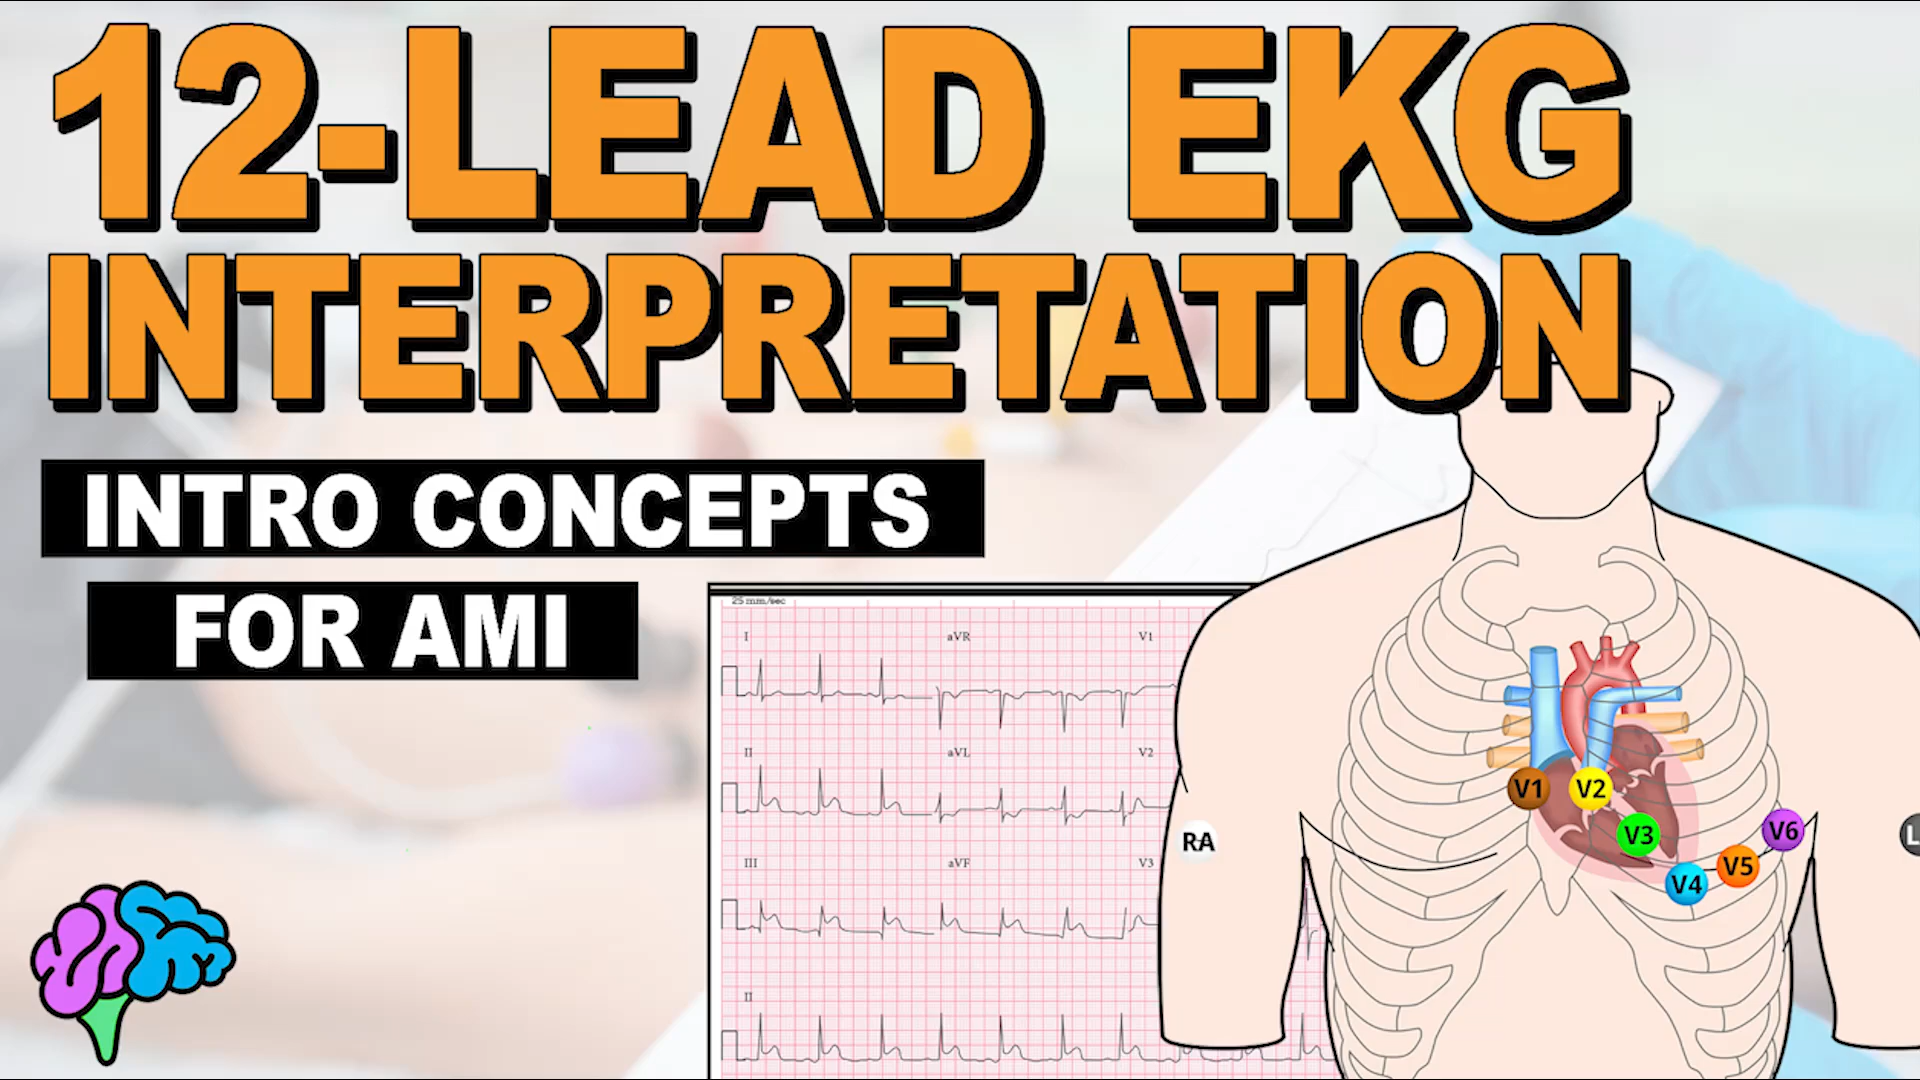 12-LEAD EKG
INTERPRETATION
INTRO CONCEPTS
FOR AMI
25 mm/sec
I aVR V1
II aVL V2
III aVF V3
II
V1 V2
V3 V6
RA
V4 V5
L